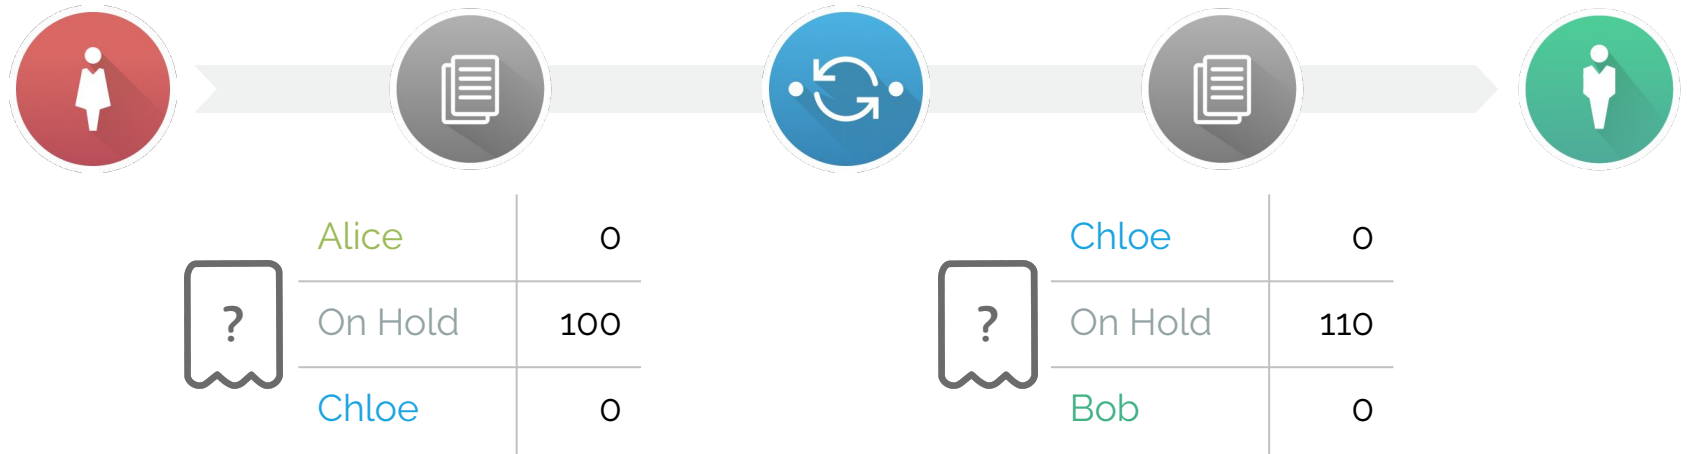 Alice 0
? On Hold 100
Chloe 0
Chloe 0
? On Hold 110
Bob 0